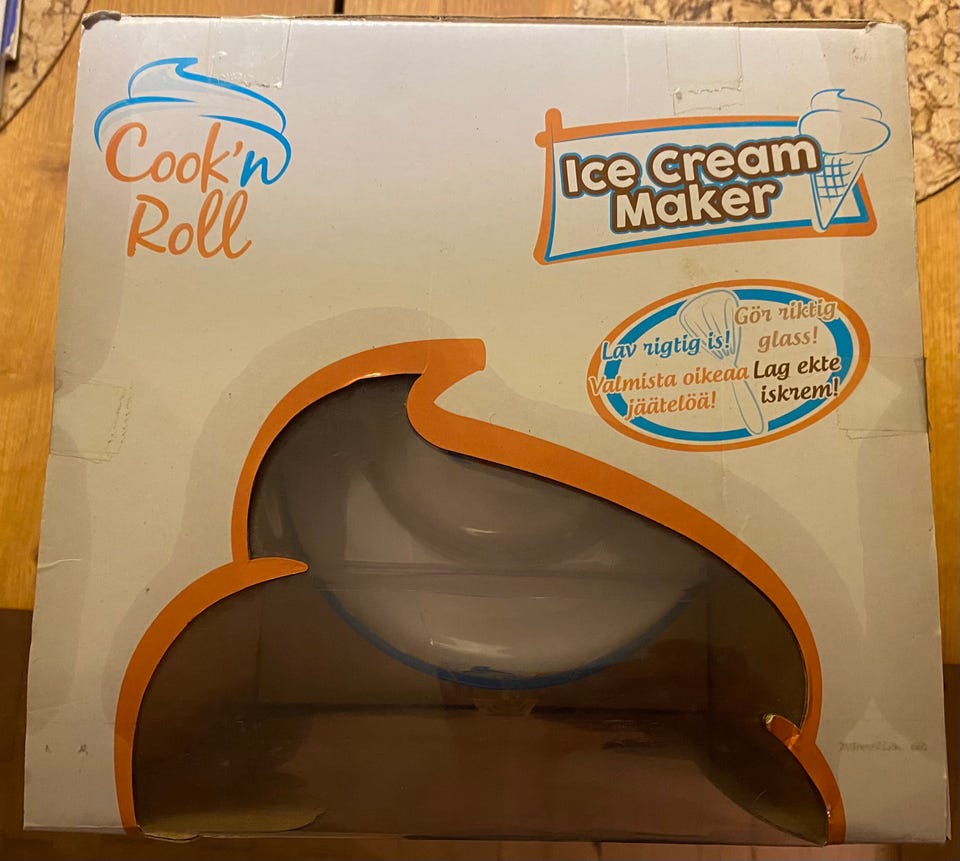 Cook'n
Roll
Ice Cream
Maker
Lav rigtig is!
Gör riktig
glass!
Valmista oikeaa
jäätelöä!
Lag ekte
iskrem!